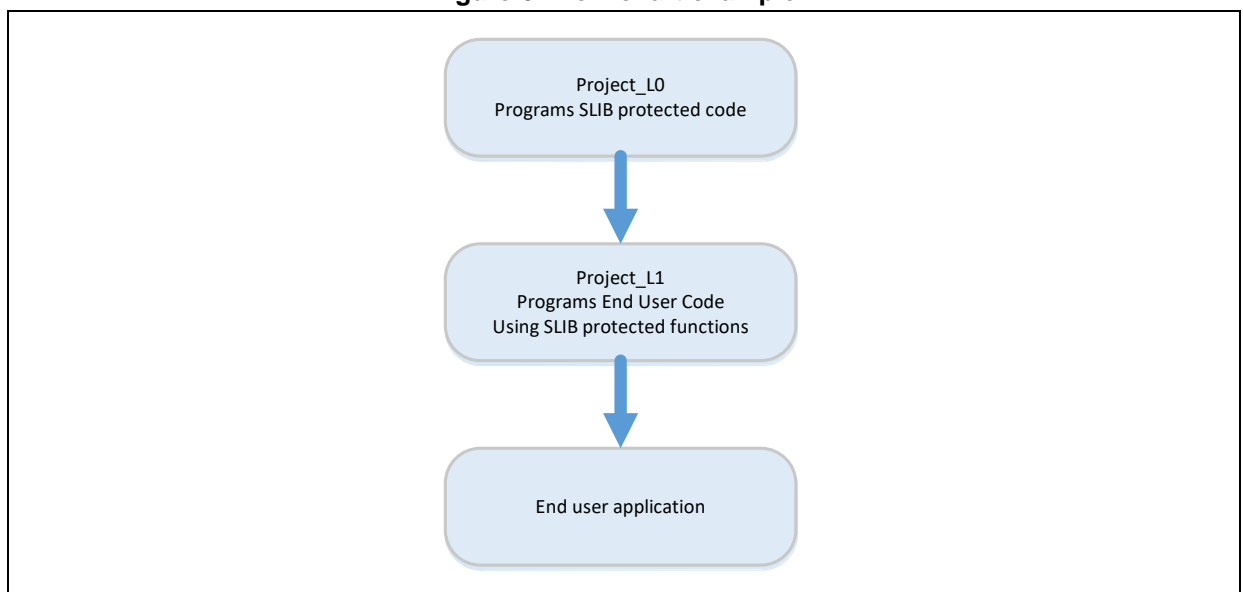 Project_L0
Programs SLIB protected code
Project_L1
Programs End User Code
Using SLIB protected functions
End user application